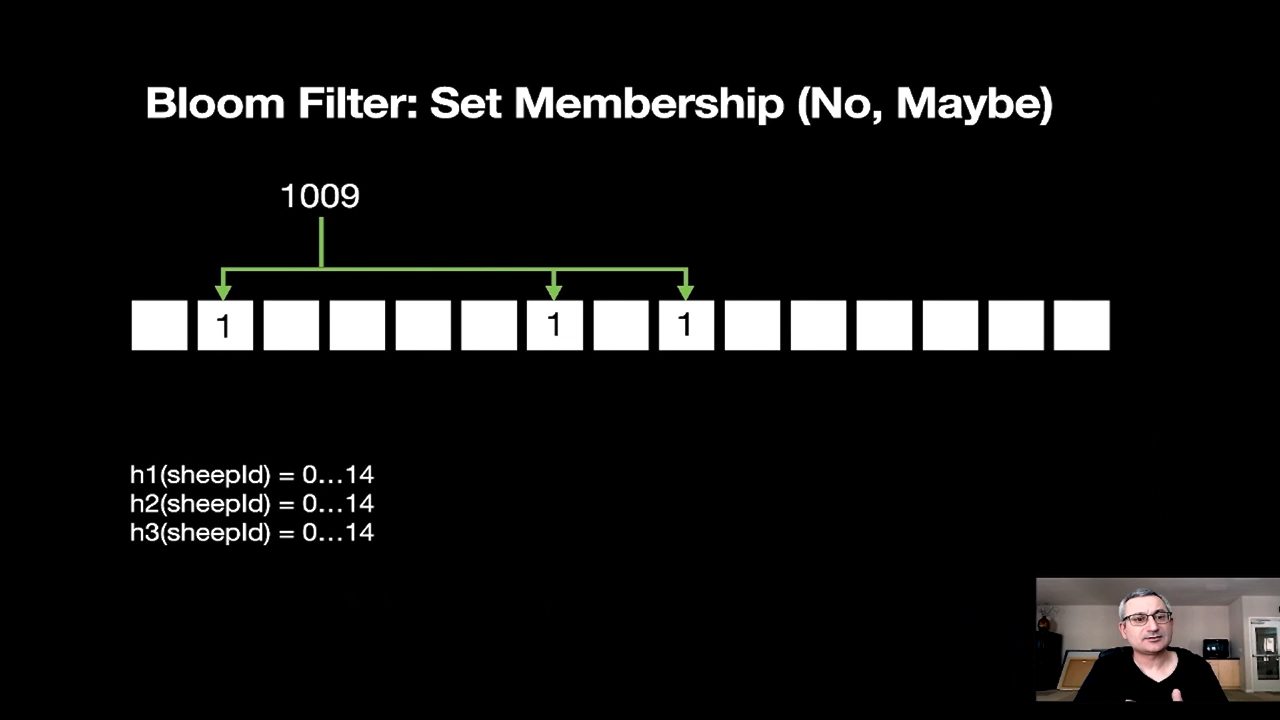 Bloom Filter: Set Membership (No, Maybe)
1009
1 1 1
h1(sheepId) = 0…14
h2(sheepId) = 0…14
h3(sheepId) = 0…14